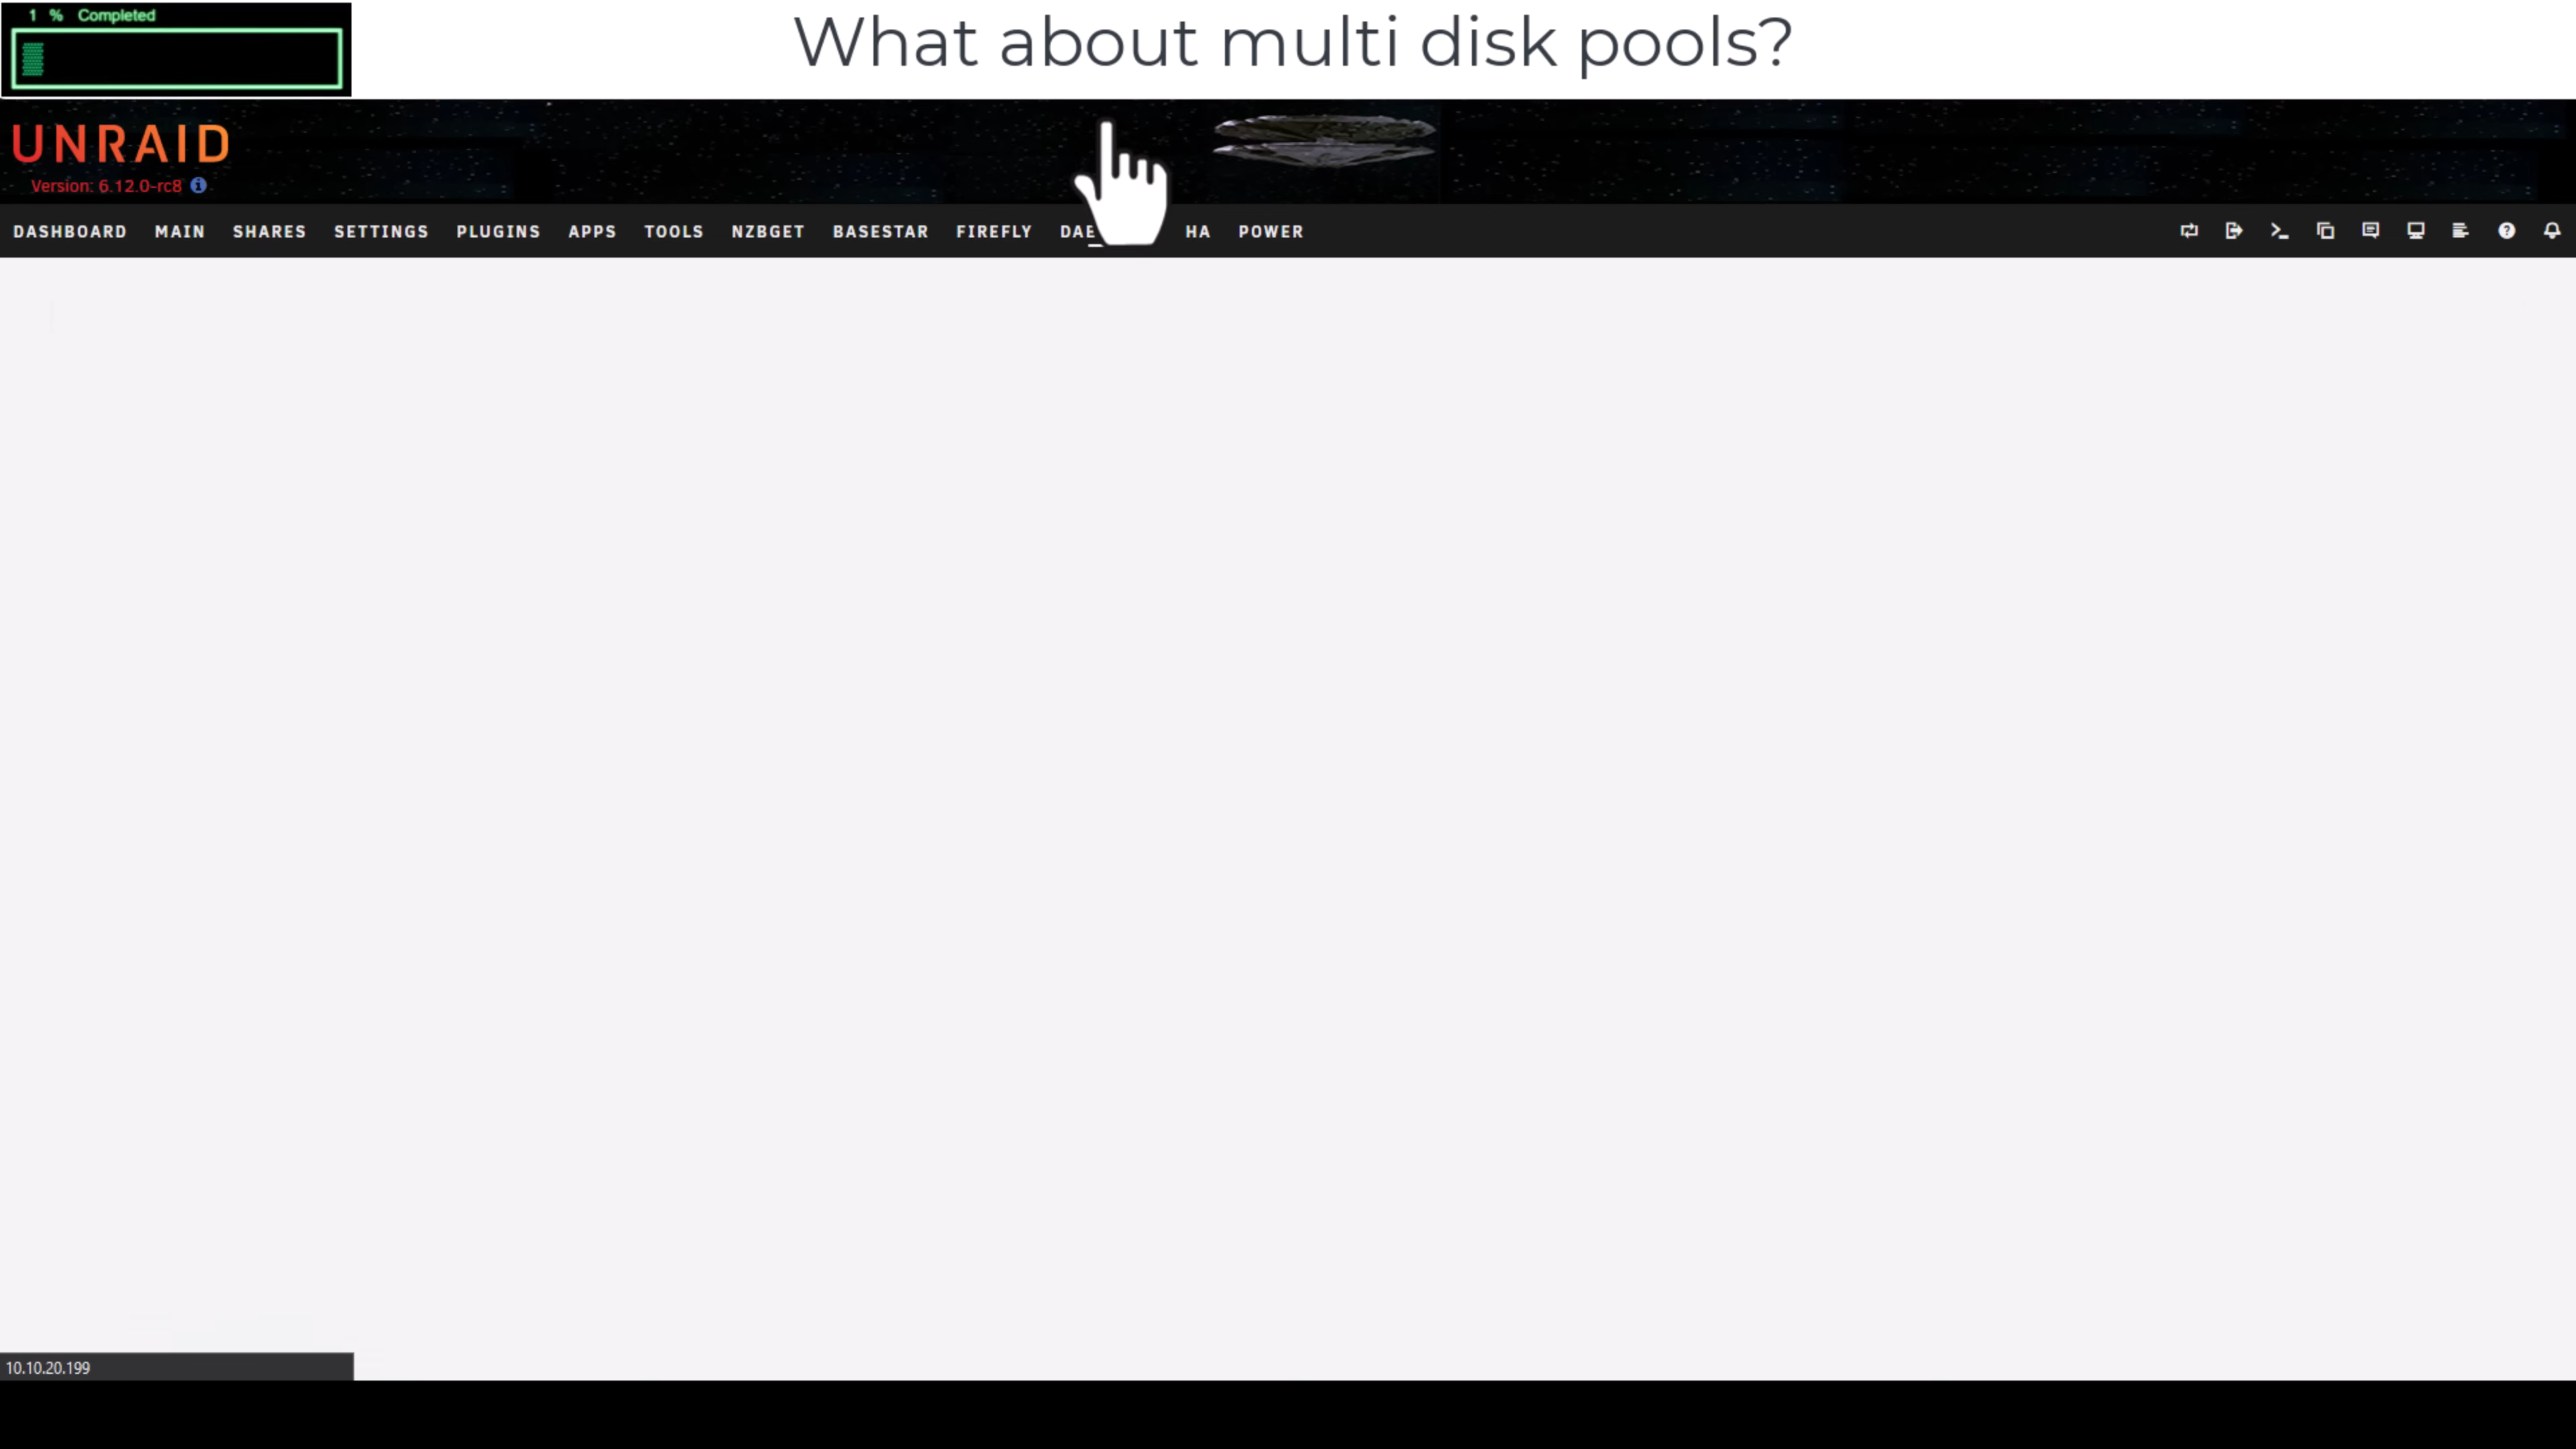 1 % Completed
What about multi disk pools?
UNRAID
Version: 6.12.0-rc8
DASHBOARD MAIN SHARES SETTINGS PLUGINS APPS TOOLS NZBGET BASESTAR FIREFLY HA POWER
10.10.20.199